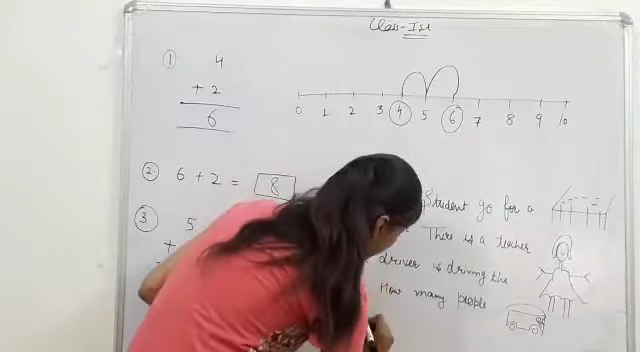 Class-Ist
① 4
+ 2
6
0 1 2 3 ④ 5 ⑥ 7 8 9 10
② 6 + 2 = 8
Student go for a
③ 5
There is a teacher
+
driver is driving the
How many people